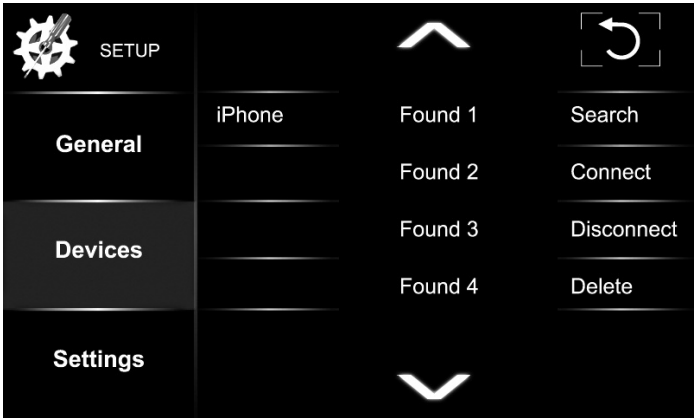 SETUP
General
Devices
Settings
iPhone
Found 1
Found 2
Found 3
Found 4
Search
Connect
Disconnect
Delete